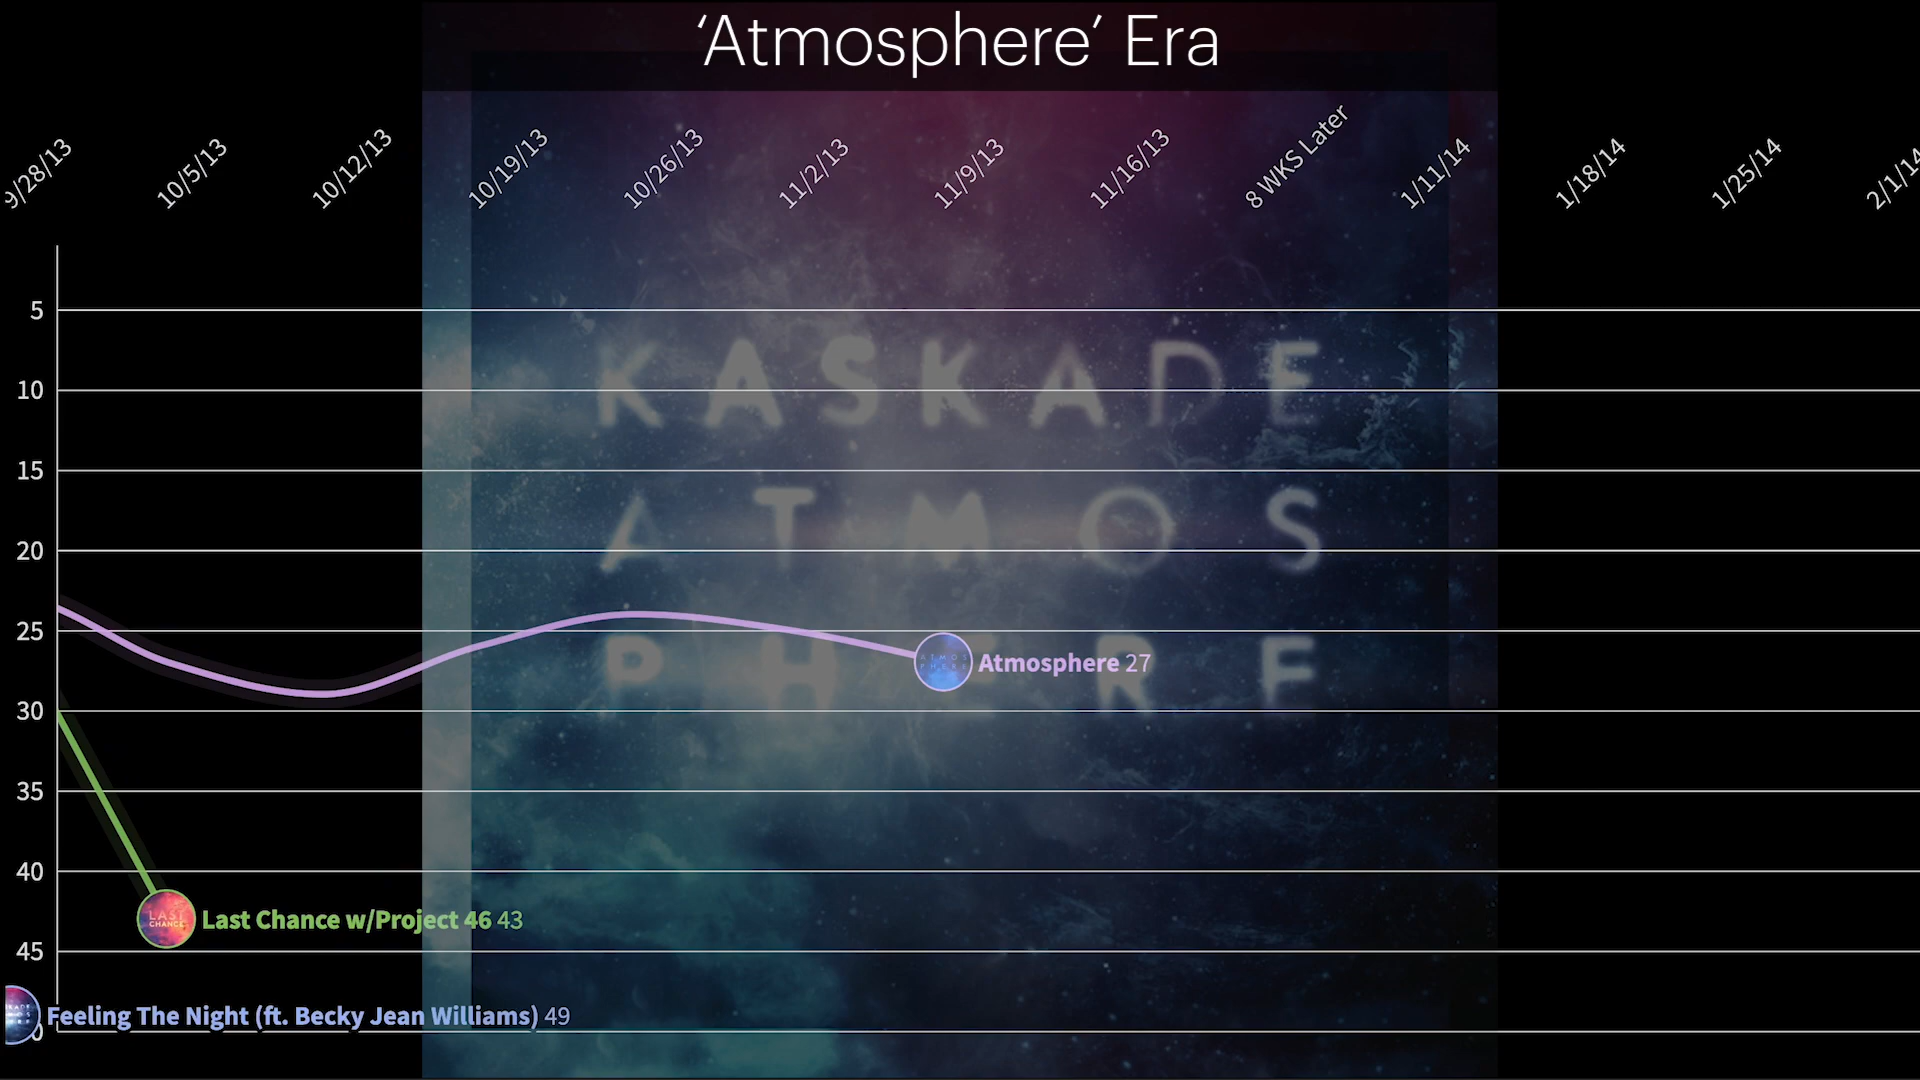 ‘Atmosphere’ Era
9/28/13
10/5/13
10/12/13
10/19/13
10/26/13
11/2/13
11/9/13
11/16/13
8 WKS Later
1/11/14
1/18/14
1/25/14
2/1/14
5
10
15
20
25
30
35
40
45
KASKADE
ATMOS
PHERE
Atmosphere 27
Last Chance w/Project 46 43
LAST
CHANCE
Feeling The Night (ft. Becky Jean Williams) 49